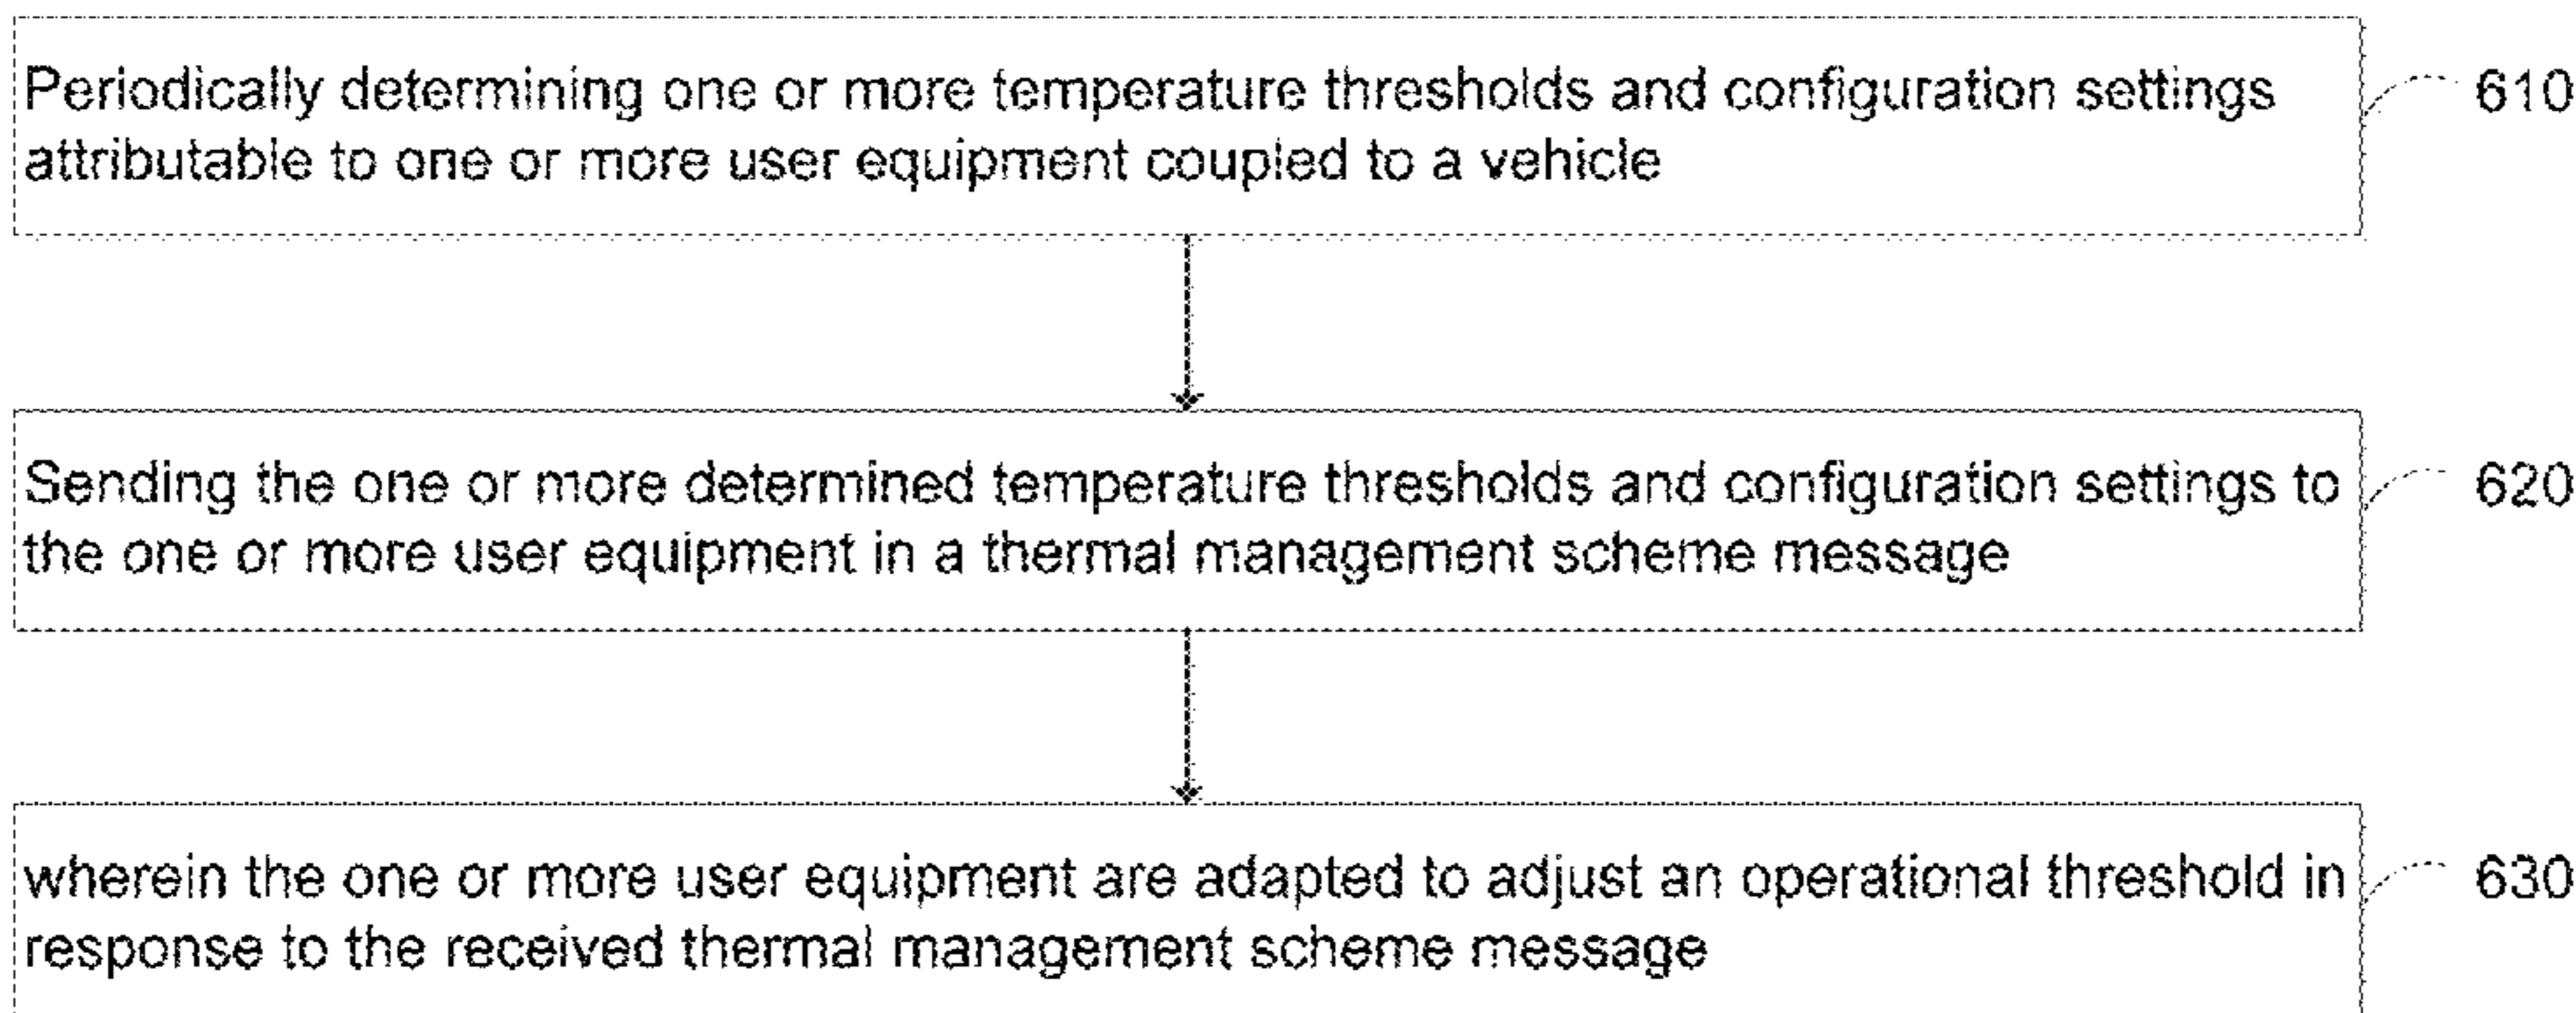 Periodically determining one or more temperature thresholds and configuration settings 610
attributable to one or more user equipment coupled to a vehicle
Sending the one or more determined temperature thresholds and configuration settings to 620
the one or more user equipment in a thermal management scheme message
wherein the one or more user equipment are adapted to adjust an operational threshold in 630
response to the received thermal management scheme message